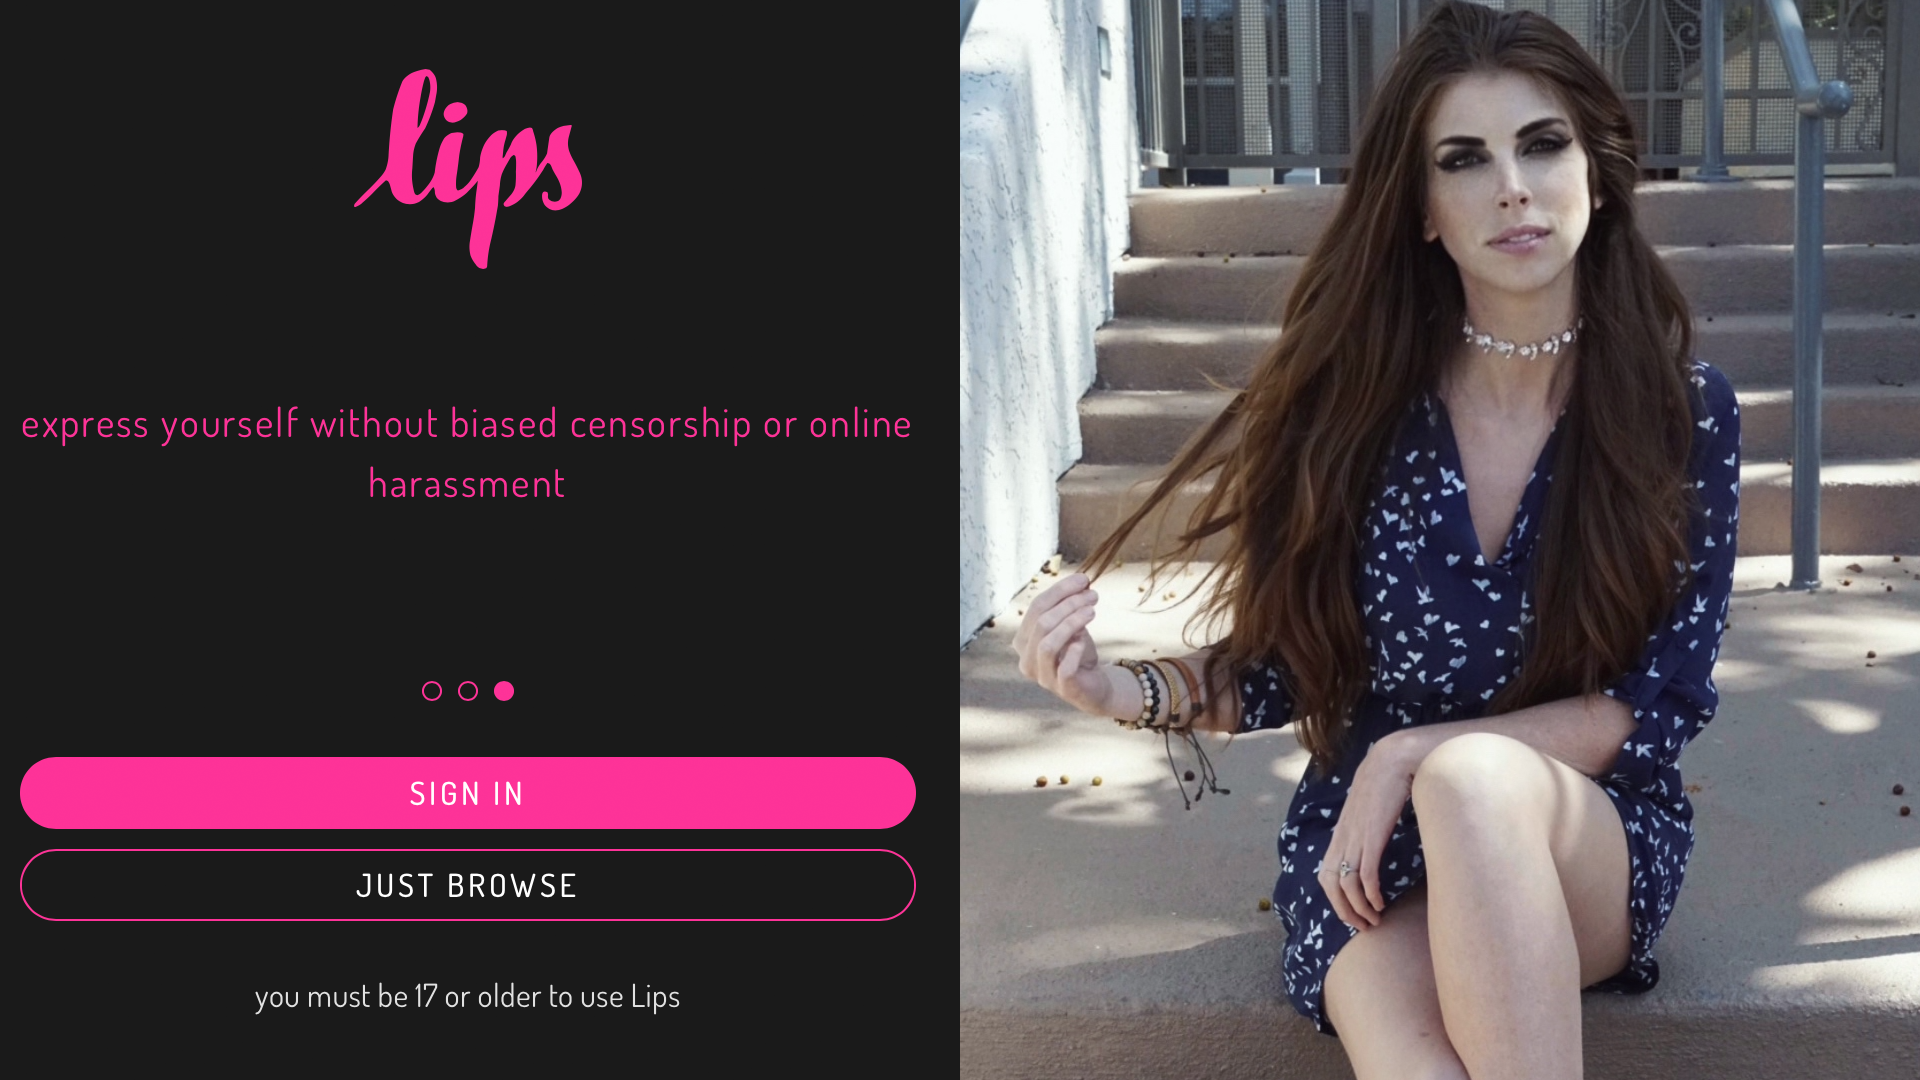 lips
express yourself without biased censorship or online
harassment
SIGN IN
JUST BROWSE
you must be 17 or older to use Lips